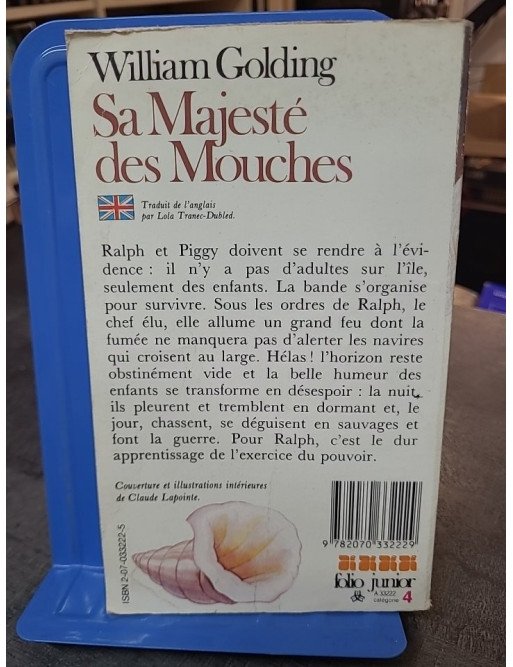 William Golding
Sa Majesté
des Mouches
Traduit de l'anglais
par Lola Tranec-Dubled.
Ralph et Piggy doivent se rendre à l'évi-
dence : il n'y a pas d'adultes sur l'île,
seulement des enfants. La bande s'organise
pour survivre. Sous les ordres de Ralph, le
chef élu, elle allume un grand feu dont la
fumée ne manquera pas d'alerter les navires
qui croisent au large. Hélas ! l'horizon reste
obstinément vide et la belle humeur des
enfants se transforme en désespoir : la nuit,
ils pleurent et tremblent en dormant et, le
jour, chassent, se déguisent en sauvages et
font la guerre. Pour Ralph, c'est le dur
apprentissage de l'exercice du pouvoir.
Couverture et illustrations intérieures
de Claude Lapointe.
ISBN 2-07-033222-5
9 782070 332229
folio junior
A 33222
catégorie 4